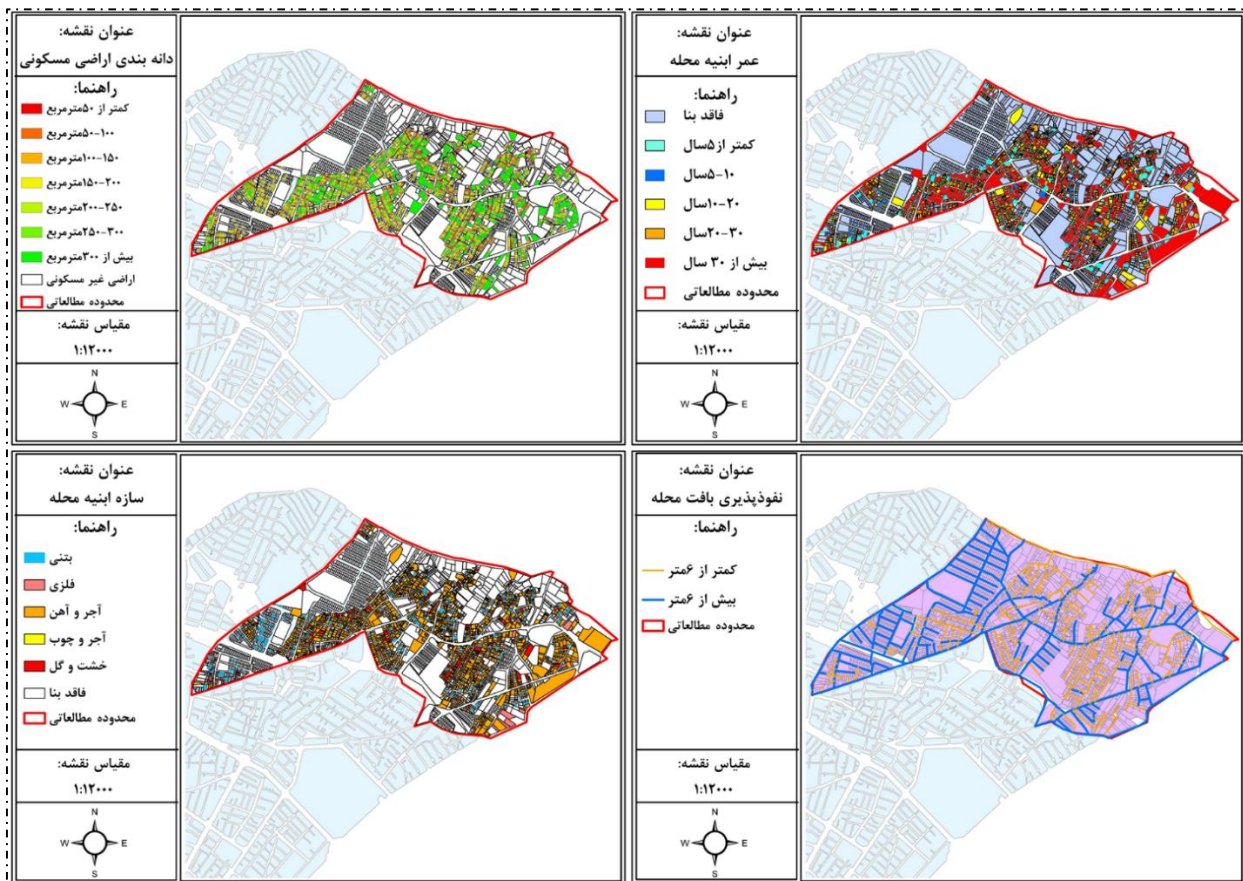 عنوان نقشه:
دانه بندی اراضی مسکونی
راهنما:
کمتر از ۵۰مترمربع
۵۰-۱۰۰مترمربع
۱۰۰-۱۵۰مترمربع
۱۵۰-۲۰۰مترمربع
۲۰۰-۲۵۰مترمربع
۲۵۰-۳۰۰مترمربع
بیش از ۳۰۰مترمربع
اراضی غیر مسکونی
محدوده مطالعاتی
مقیاس نقشه:
۱:۱۲۰۰۰
N
W E
S
عنوان نقشه:
عمر ابنیه محله
راهنما:
فاقد بنا
کمتر از ۵سال
۵-۱۰سال
۱۰-۲۰سال
۲۰-۳۰سال
بیش از ۳۰ سال
محدوده مطالعاتی
مقیاس نقشه:
۱:۱۲۰۰۰
N
W E
S
عنوان نقشه:
سازه ابنیه محله
راهنما:
بتنی
فلزی
آجر و آهن
آجر و چوب
خشت و گل
فاقد بنا
محدوده مطالعاتی
مقیاس نقشه:
۱:۱۲۰۰۰
N
W E
S
عنوان نقشه:
نفوذپذیری بافت محله
راهنما:
کمتر از ۶متر
بیش از ۶متر
محدوده مطالعاتی
مقیاس نقشه:
۱:۱۲۰۰۰
N
W E
S